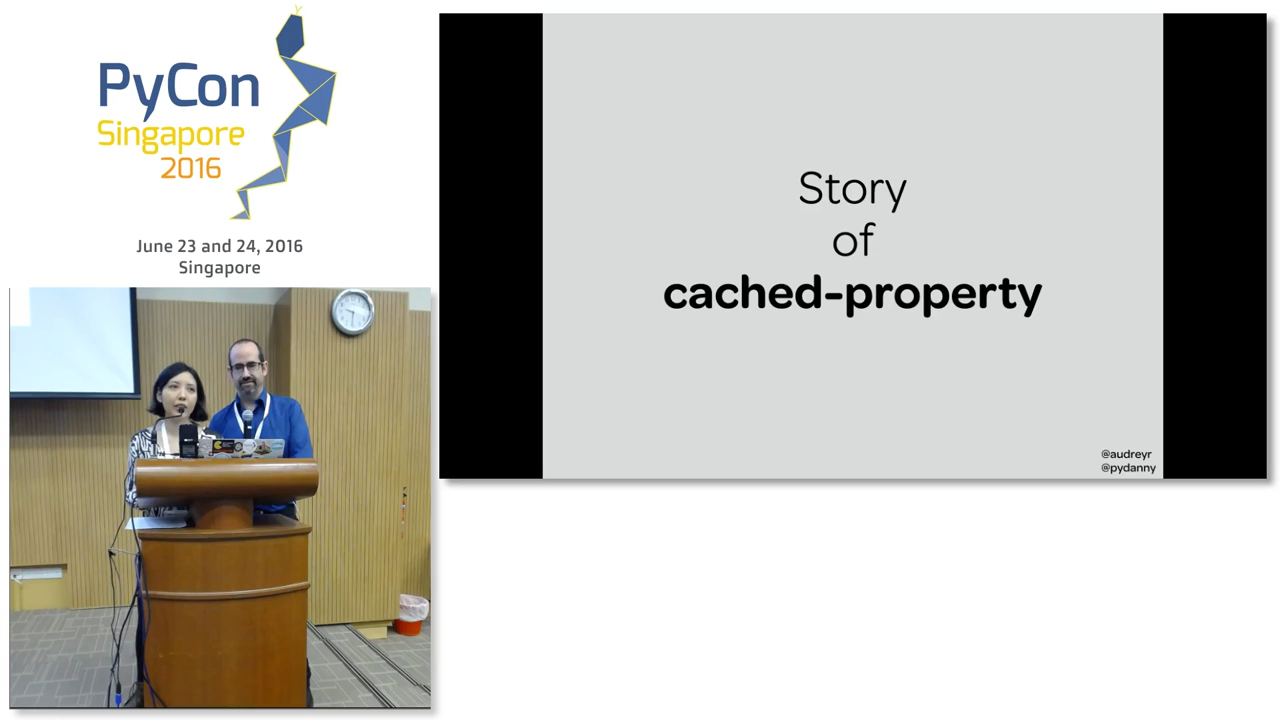 PyCon
Singapore
2016
June 23 and 24, 2016
Singapore
Story
of
cached-property
@audreyr
@pydanny